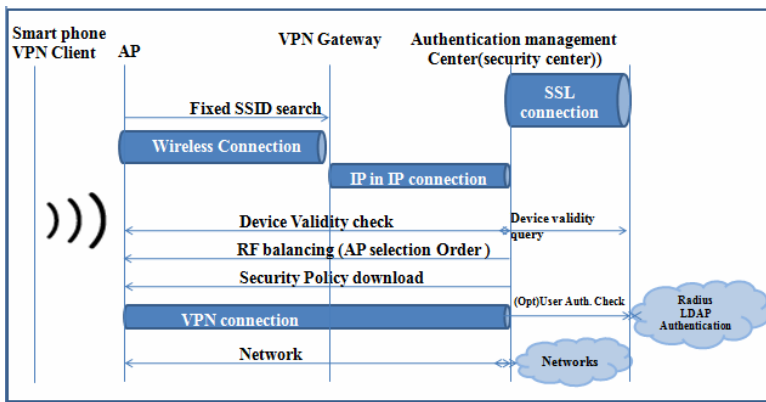 Smart phone
VPN Client
AP
VPN Gateway
Authentication management
Center(security center))
SSL
connection
Fixed SSID search
Wireless Connection
IP in IP connection
Device Validity check
Device validity
query
RF balancing (AP selection Order )
Security Policy download
(Opt)User Auth. Check
Radius
LDAP
Authentication
VPN connection
Network
Networks